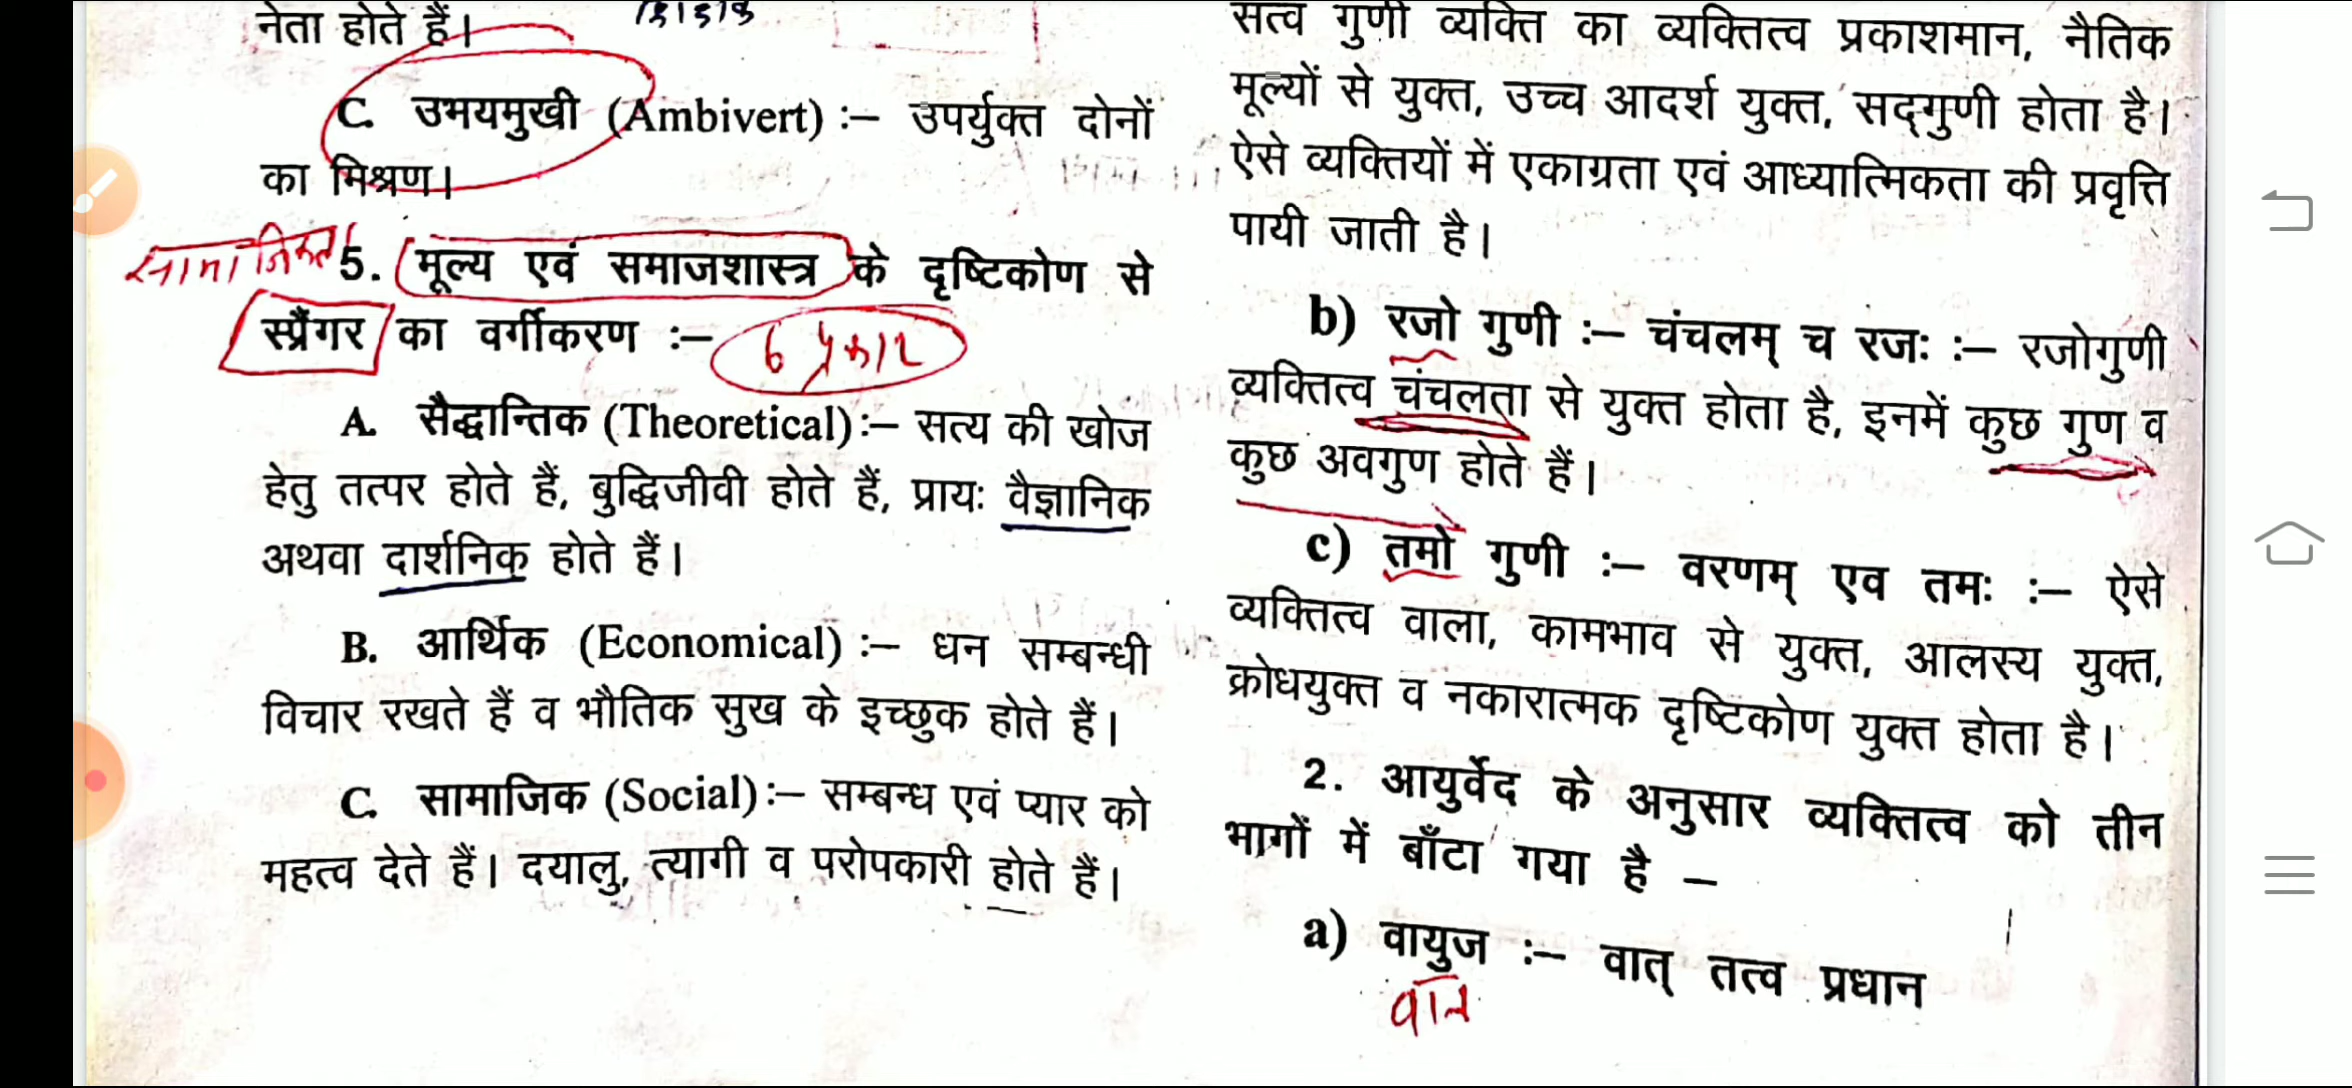 नेता होते हैं।
C. उभयमुखी (Ambivert) :– उपर्युक्त दोनों
का मिश्रण।
सामाजिकता
5. मूल्य एवं समाजशास्त्र के दृष्टिकोण से
स्प्रैंगर का वर्गीकरण :–
6 प्रकार
A. सैद्धान्तिक (Theoretical) :– सत्य की खोज
हेतु तत्पर होते हैं, बुद्धिजीवी होते हैं, प्रायः वैज्ञानिक
अथवा दार्शनिक होते हैं।
B. आर्थिक (Economical) :– धन सम्बन्धी
विचार रखते हैं व भौतिक सुख के इच्छुक होते हैं।
C. सामाजिक (Social) :– सम्बन्ध एवं प्यार को
महत्व देते हैं। दयालु, त्यागी व परोपकारी होते हैं।
सत्व गुणी व्यक्ति का व्यक्तित्व प्रकाशमान, नैतिक
मूल्यों से युक्त, उच्च आदर्श युक्त, सद्गुणी होता है।
ऐसे व्यक्तियों में एकाग्रता एवं आध्यात्मिकता की प्रवृत्ति
पायी जाती है।
b) रजो गुणी :– चंचलम् च रजः :– रजोगुणी
व्यक्तित्व चंचलता से युक्त होता है, इनमें कुछ गुण व
कुछ अवगुण होते हैं।
c) तमो गुणी :– वरणम् एव तमः :– ऐसे
व्यक्तित्व वाला, कामभाव से युक्त, आलस्य युक्त,
क्रोधयुक्त व नकारात्मक दृष्टिकोण युक्त होता है।
2. आयुर्वेद के अनुसार व्यक्तित्व को तीन
भागों में बाँटा गया है –
a) वायुज :– वात् तत्व प्रधान
वात